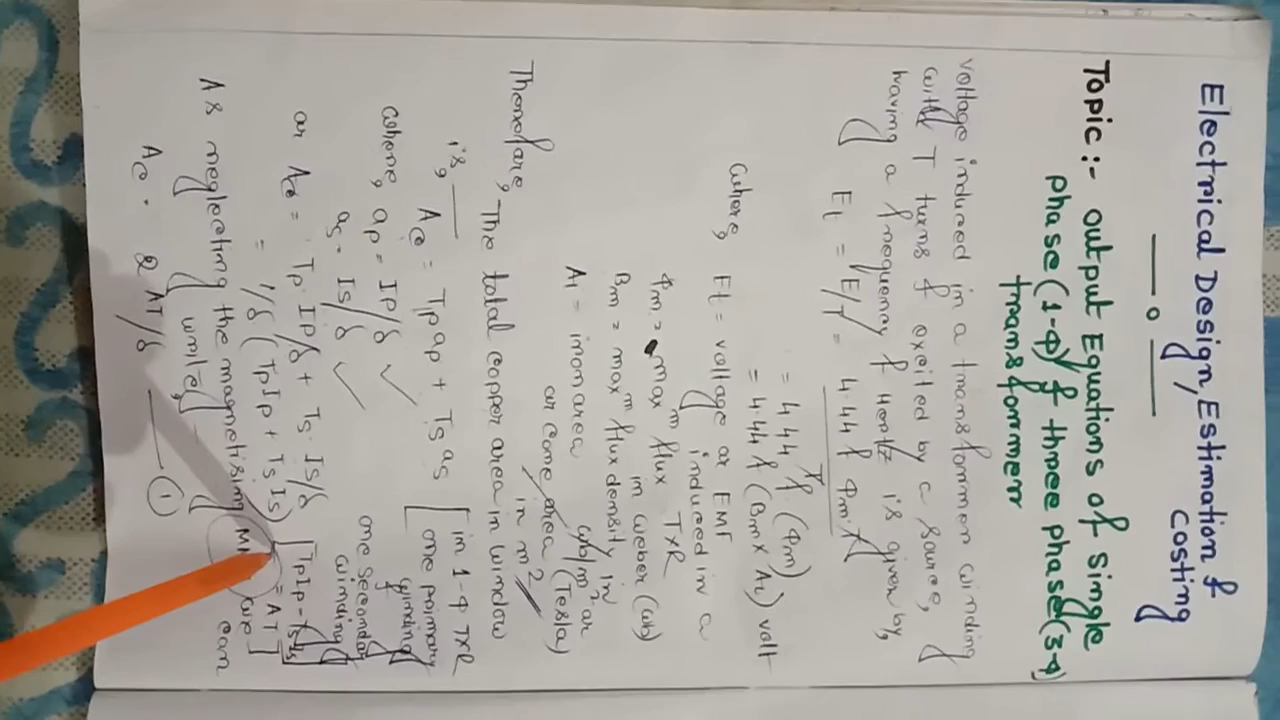 Electrical Design, Estimation &
Costing
Topic:- output Equations of Single
phase (1-φ) & three phase (3-φ)
transformerr
voltage induced in a transformer winding
with T turns & excited by a source,
having a frequency f Hertz is given by,
Et = E/T = 4.44 f φm.
= 4.44 f (φm)
= 4.44 f (Bm x Ai) volt
where, Et = voltage or EMF
induced in a
TXR
φm = max m flux
in weber (wb)
Bm = max m flux density in
wb/m² or
(Tesla)
Ai = iron area
or core area
in m²
Therefore, The total copper area in window
is, Ac = Tp ap + Ts as [in 1-φ TXR
one primary
winding
&
one secondary
winding
where, ap = Ip/δ ✓
as = Is/δ ✓
or Ac = Tp. Ip/δ + Ts. Is/δ
= 1/δ (Tp Ip + Ts Is) [Tp Ip =
= AT]
As neglecting the magnetising we can
write,
Ac = 2 AT/δ ①